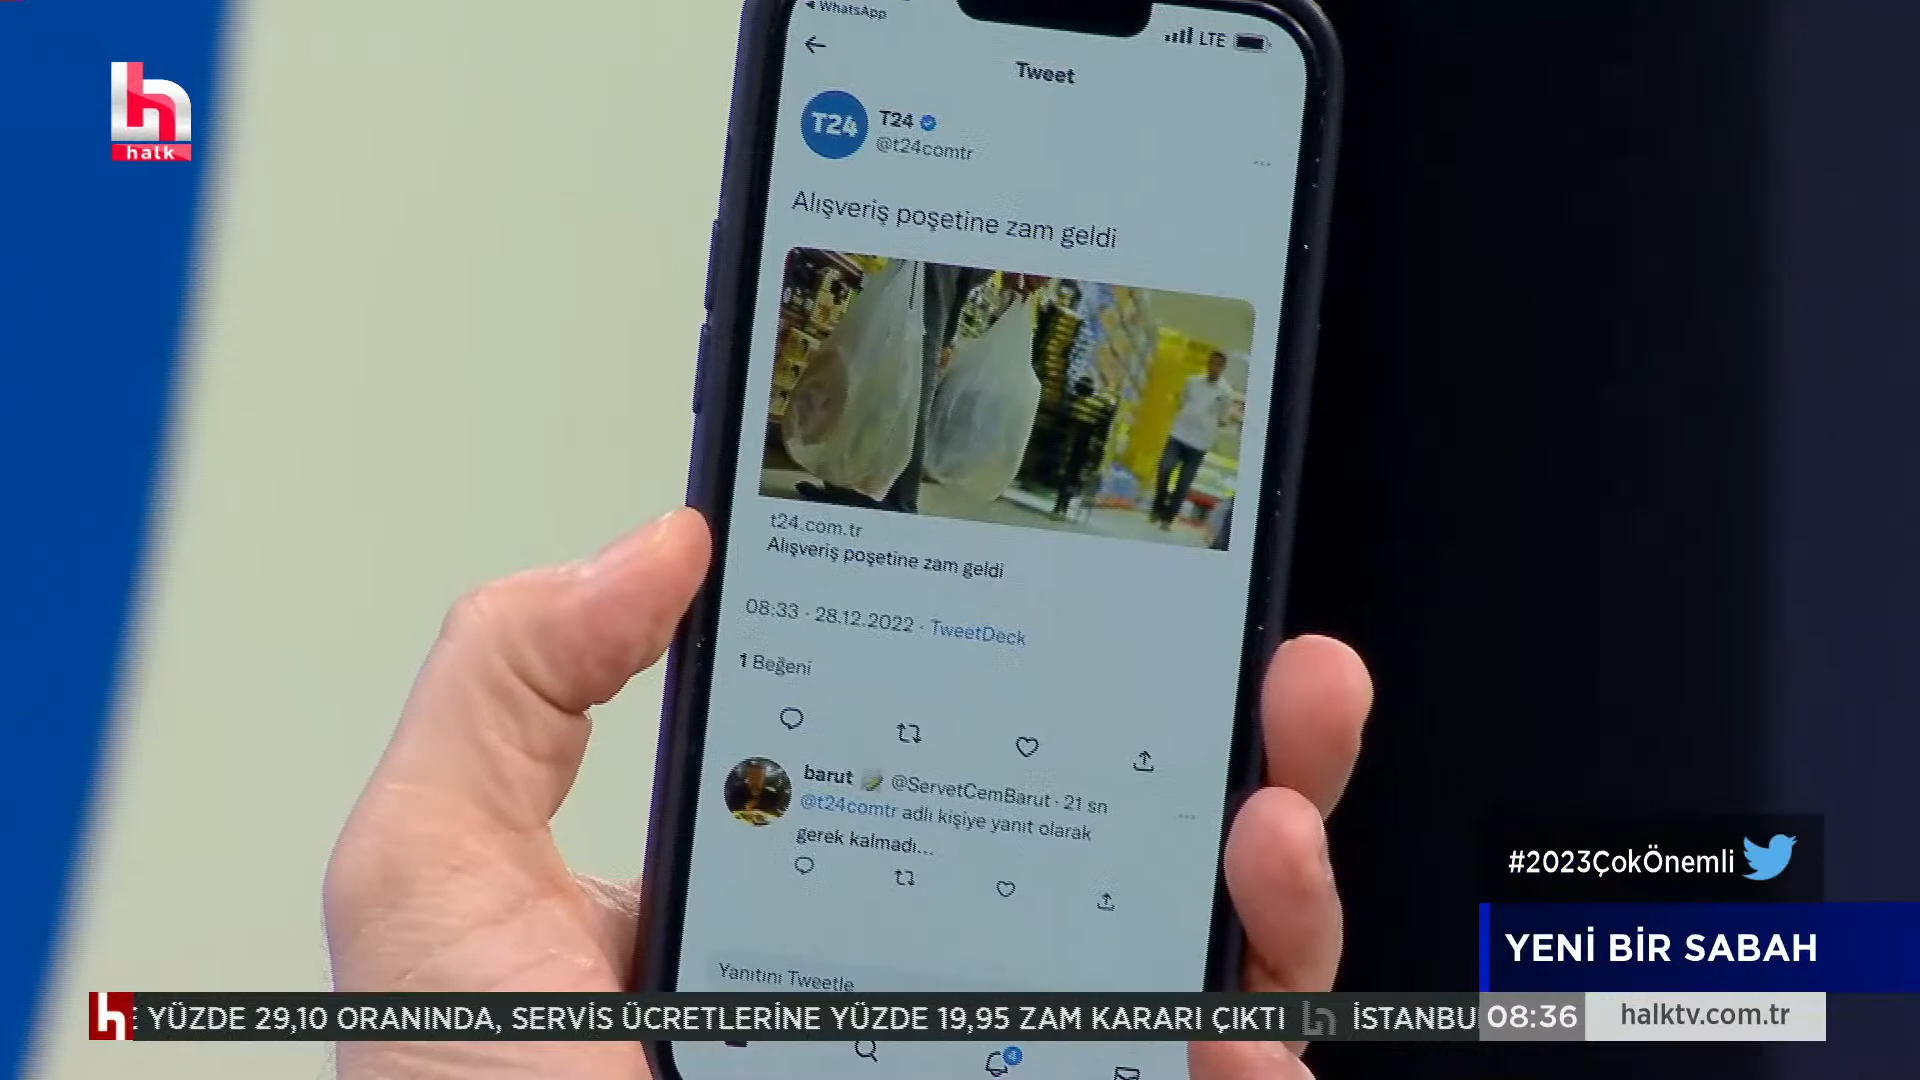 WhatsApp
LTE
Tweet
T24
T24
@t24comtr
Alışveriş poşetine zam geldi
t24.com.tr
Alışveriş poşetine zam geldi
08:33 · 28.12.2022 · TweetDeck
1 Beğeni
barut @ServetCemBarut · 21 sn
@t24comtr adlı kişiye yanıt olarak
gerek kalmadı...
Yanıtını Tweetle
4
h
halk
#2023ÇokÖnemli
YENİ BİR SABAH
h E YÜZDE 29,10 ORANINDA, SERVİS ÜCRETLERİNE YÜZDE 19,95 ZAM KARARI ÇIKTI h İSTANBU 08:36 halktv.com.tr